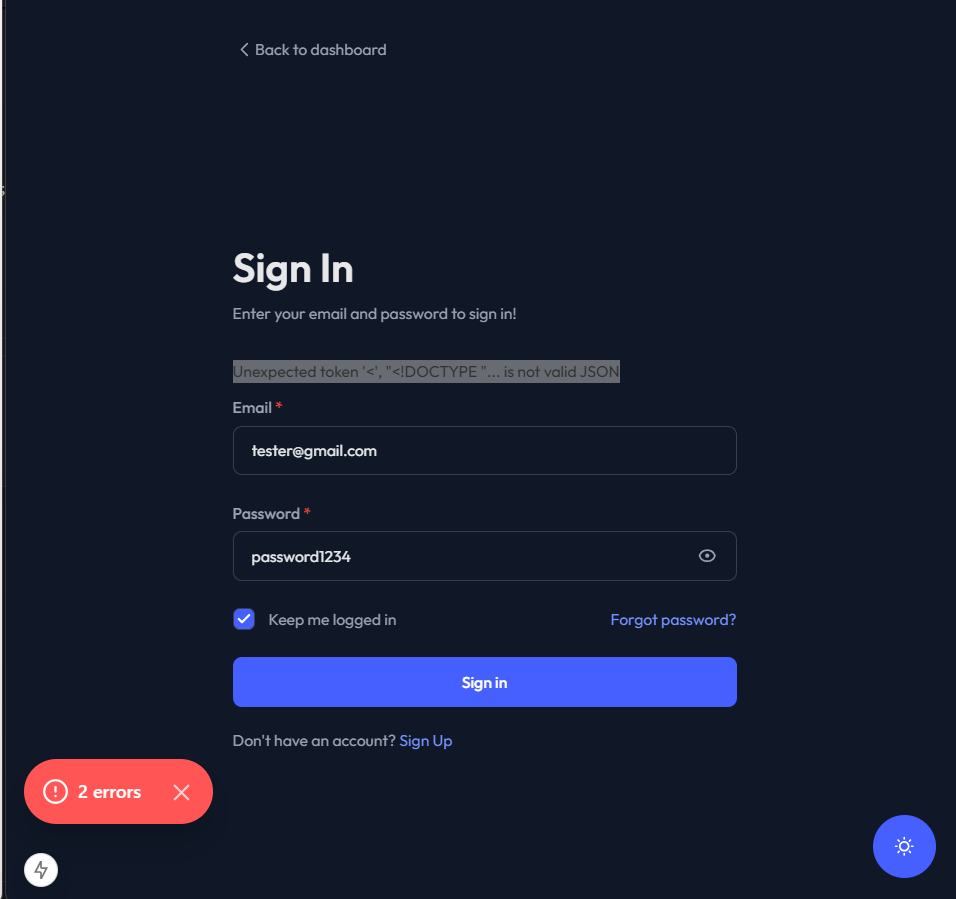 Back to dashboard
Sign In
Enter your email and password to sign in!
Unexpected token '<', "<!DOCTYPE "... is not valid JSON
Email *
tester@gmail.com
Password *
password1234
Keep me logged in
Forgot password?
Sign in
Don't have an account? Sign Up
2 errors